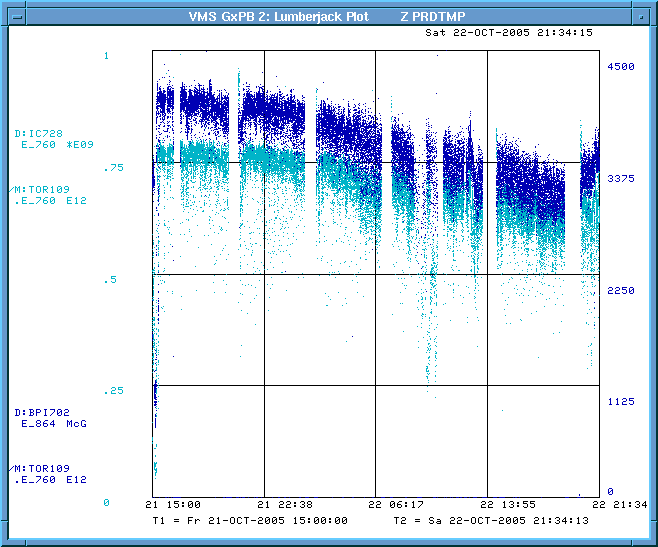 VMS GxPB 2: Lumberjack Plot Z PRDTMP
Sat 22-OCT-2005 21:34:15
1
4500
D:IC728
E_760 *E09
.75
3375
/M:TOR109
.E_760 E12
.5
2250
.25
1125
D:BPI702
E_864 McG
/M:TOR109
.E_760 E12
0
0
21 15:00 21 22:38 22 06:17 22 13:55 22 21:34
T1 = Fr 21-OCT-2005 15:00:00 T2 = Sa 22-OCT-2005 21:34:13